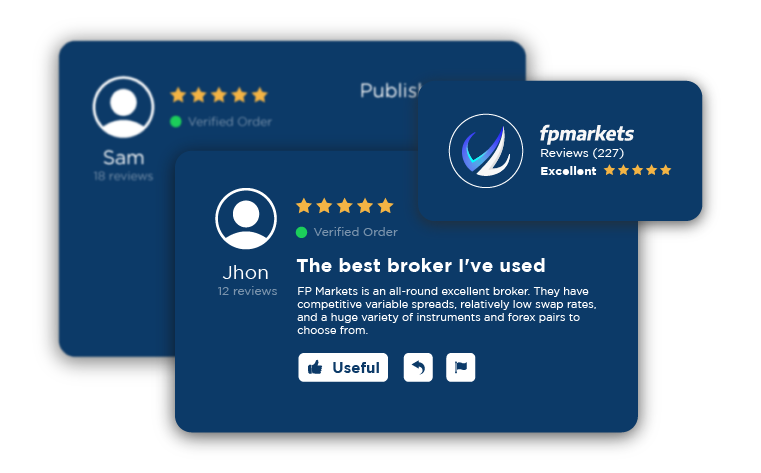 Sam
18 reviews
Verified Order
fpmarkets
Reviews (227)
Excellent
Jhon
12 reviews
Verified Order
The best broker I've used
FP Markets is an all-round excellent broker. They have
competitive variable spreads, relatively low swap rates,
and a huge variety of instruments and forex pairs to
choose from.
Useful